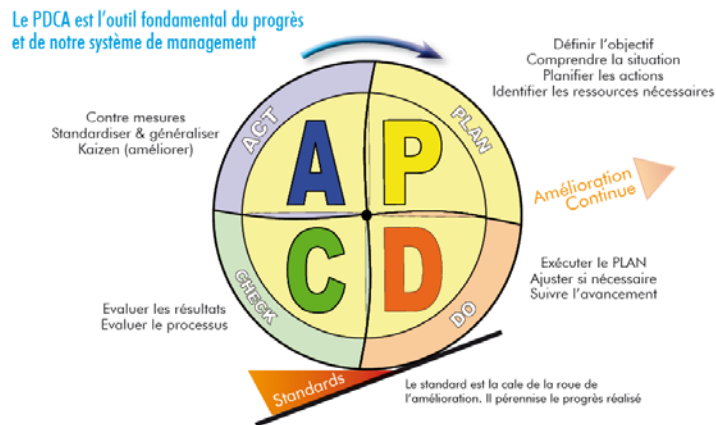 Le PDCA est l'outil fondamental du progrès
et de notre système de management
Définir l'objectif
Comprendre la situation
Planifier les actions
Identifier les ressources nécessaires
Contre mesures
Standardiser & généraliser
Kaizen (améliorer)
ACT
PLAN
A
P
Amélioration
Continue
C
D
CHECK
DO
Exécuter le PLAN
Ajuster si nécessaire
Suivre l'avancement
Evaluer les résultats
Evaluer le processus
Standards
Le standard est la cale de la roue de
l'amélioration. Il pérennise le progrès réalisé